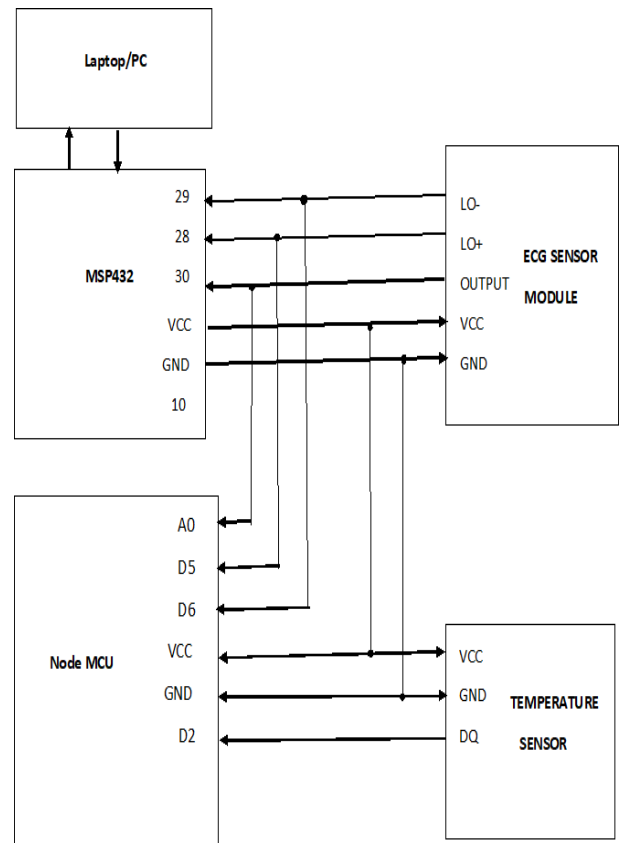 Laptop/PC
MSP432
29
28
30
VCC
GND
10
LO-
LO+
OUTPUT
VCC
GND
ECG SENSOR
MODULE
Node MCU
A0
D5
D6
VCC
GND
D2
VCC
GND
DQ
TEMPERATURE
SENSOR